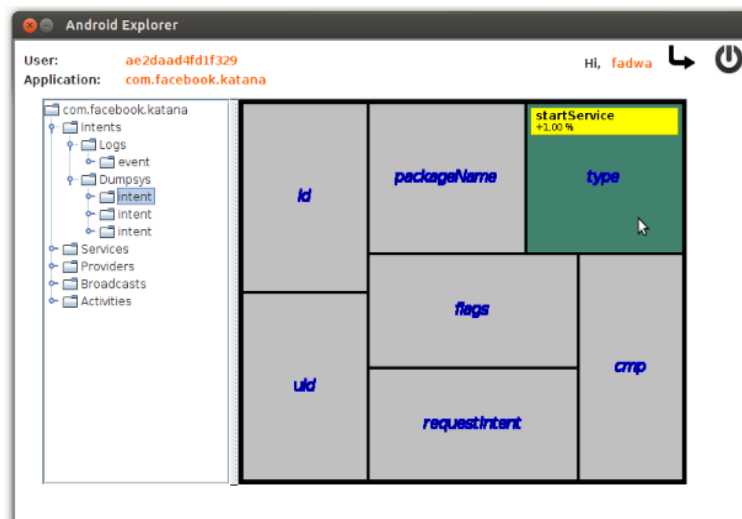 Android Explorer
User: ae2daad4fd1f329
Hi, fadwa
Application: com.facebook.katana
com.facebook.katana
Intents
Logs
event
Dumpsys
intent
intent
intent
Services
Providers
Broadcasts
Activities
id
packageName
startService
+1.00 %
type
flags
uid
cmp
requestIntent